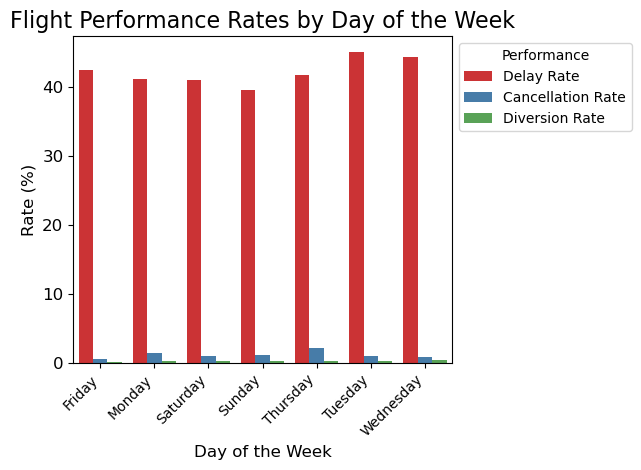 Flight Performance Rates by Day of the Week
Performance
Delay Rate
Cancellation Rate
Diversion Rate
Rate (%)
40
30
20
10
0
Friday
Monday
Saturday
Sunday
Thursday
Tuesday
Wednesday
Day of the Week